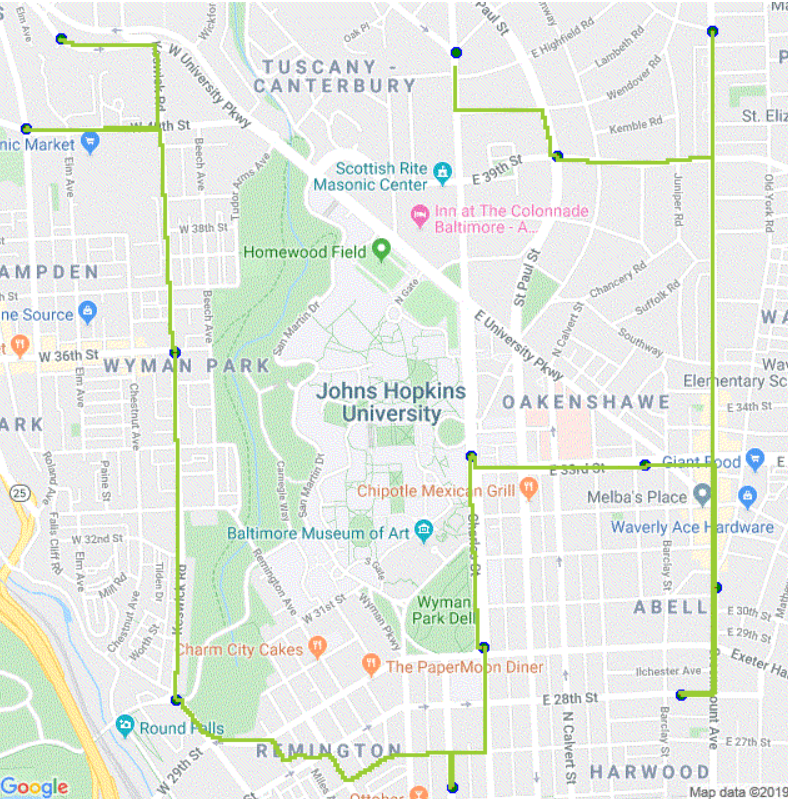 Elm Ave
Wickfor
Oak Pl
Paul St
E Highfield Rd
Lambeth Rd
Wendover Rd
Kemble Rd
Keswick Rd
W University Pkwy
TUSCANY -
CANTERBURY
St. Eliz
W 40th St
nic Market
Elm Ave
Beech Ave
Scottish Rite
Masonic Center
E 39th St
Juniper Rd
Old York Rd
W 38th St
Inn at The Colonnade
Baltimore - A...
Homewood Field
AMPDEN
N Gate
St Paul St
Chancery Rd
Suffolk Rd
Beech Ave
San Martin Dr
E University Pkwy
N Calvert St
Southway
ne Source
W 36th St
WYMAN PARK
Elm Ave
Chestnut Ave
Johns Hopkins
University
OAKENSHAWE
Elementary Sc
E 34th St
ARK
Roland Ave
Paine St
Carnegie Way
San Martin Dr
E 33rd St
Giant Food
E
25
Falls Cliff Rd
Chipotle Mexican Grill
Melba's Place
Waverly Ace Hardware
W 32nd St
Baltimore Museum of Art
Charles St
S Gate
Barclay St
Elm Ave
Mill Rd
Tilden Dr
Keswick Rd
Remington Ave
W 31st St
Wyman Pkwy
Wyman
Park Dell
ABELL
E 30th St
E 29th St
Chestnut Ave
Worth St
Charm City Cakes
The PaperMoon Diner
Ilchester Ave
Exeter Ha
E 28th St
Barclay St
Round Falls
W 29th St
REMINGTON
N Calvert St
E 27th St
ount Ave
HARWOOD
Miles
Ottobar
Google
Map data ©2019